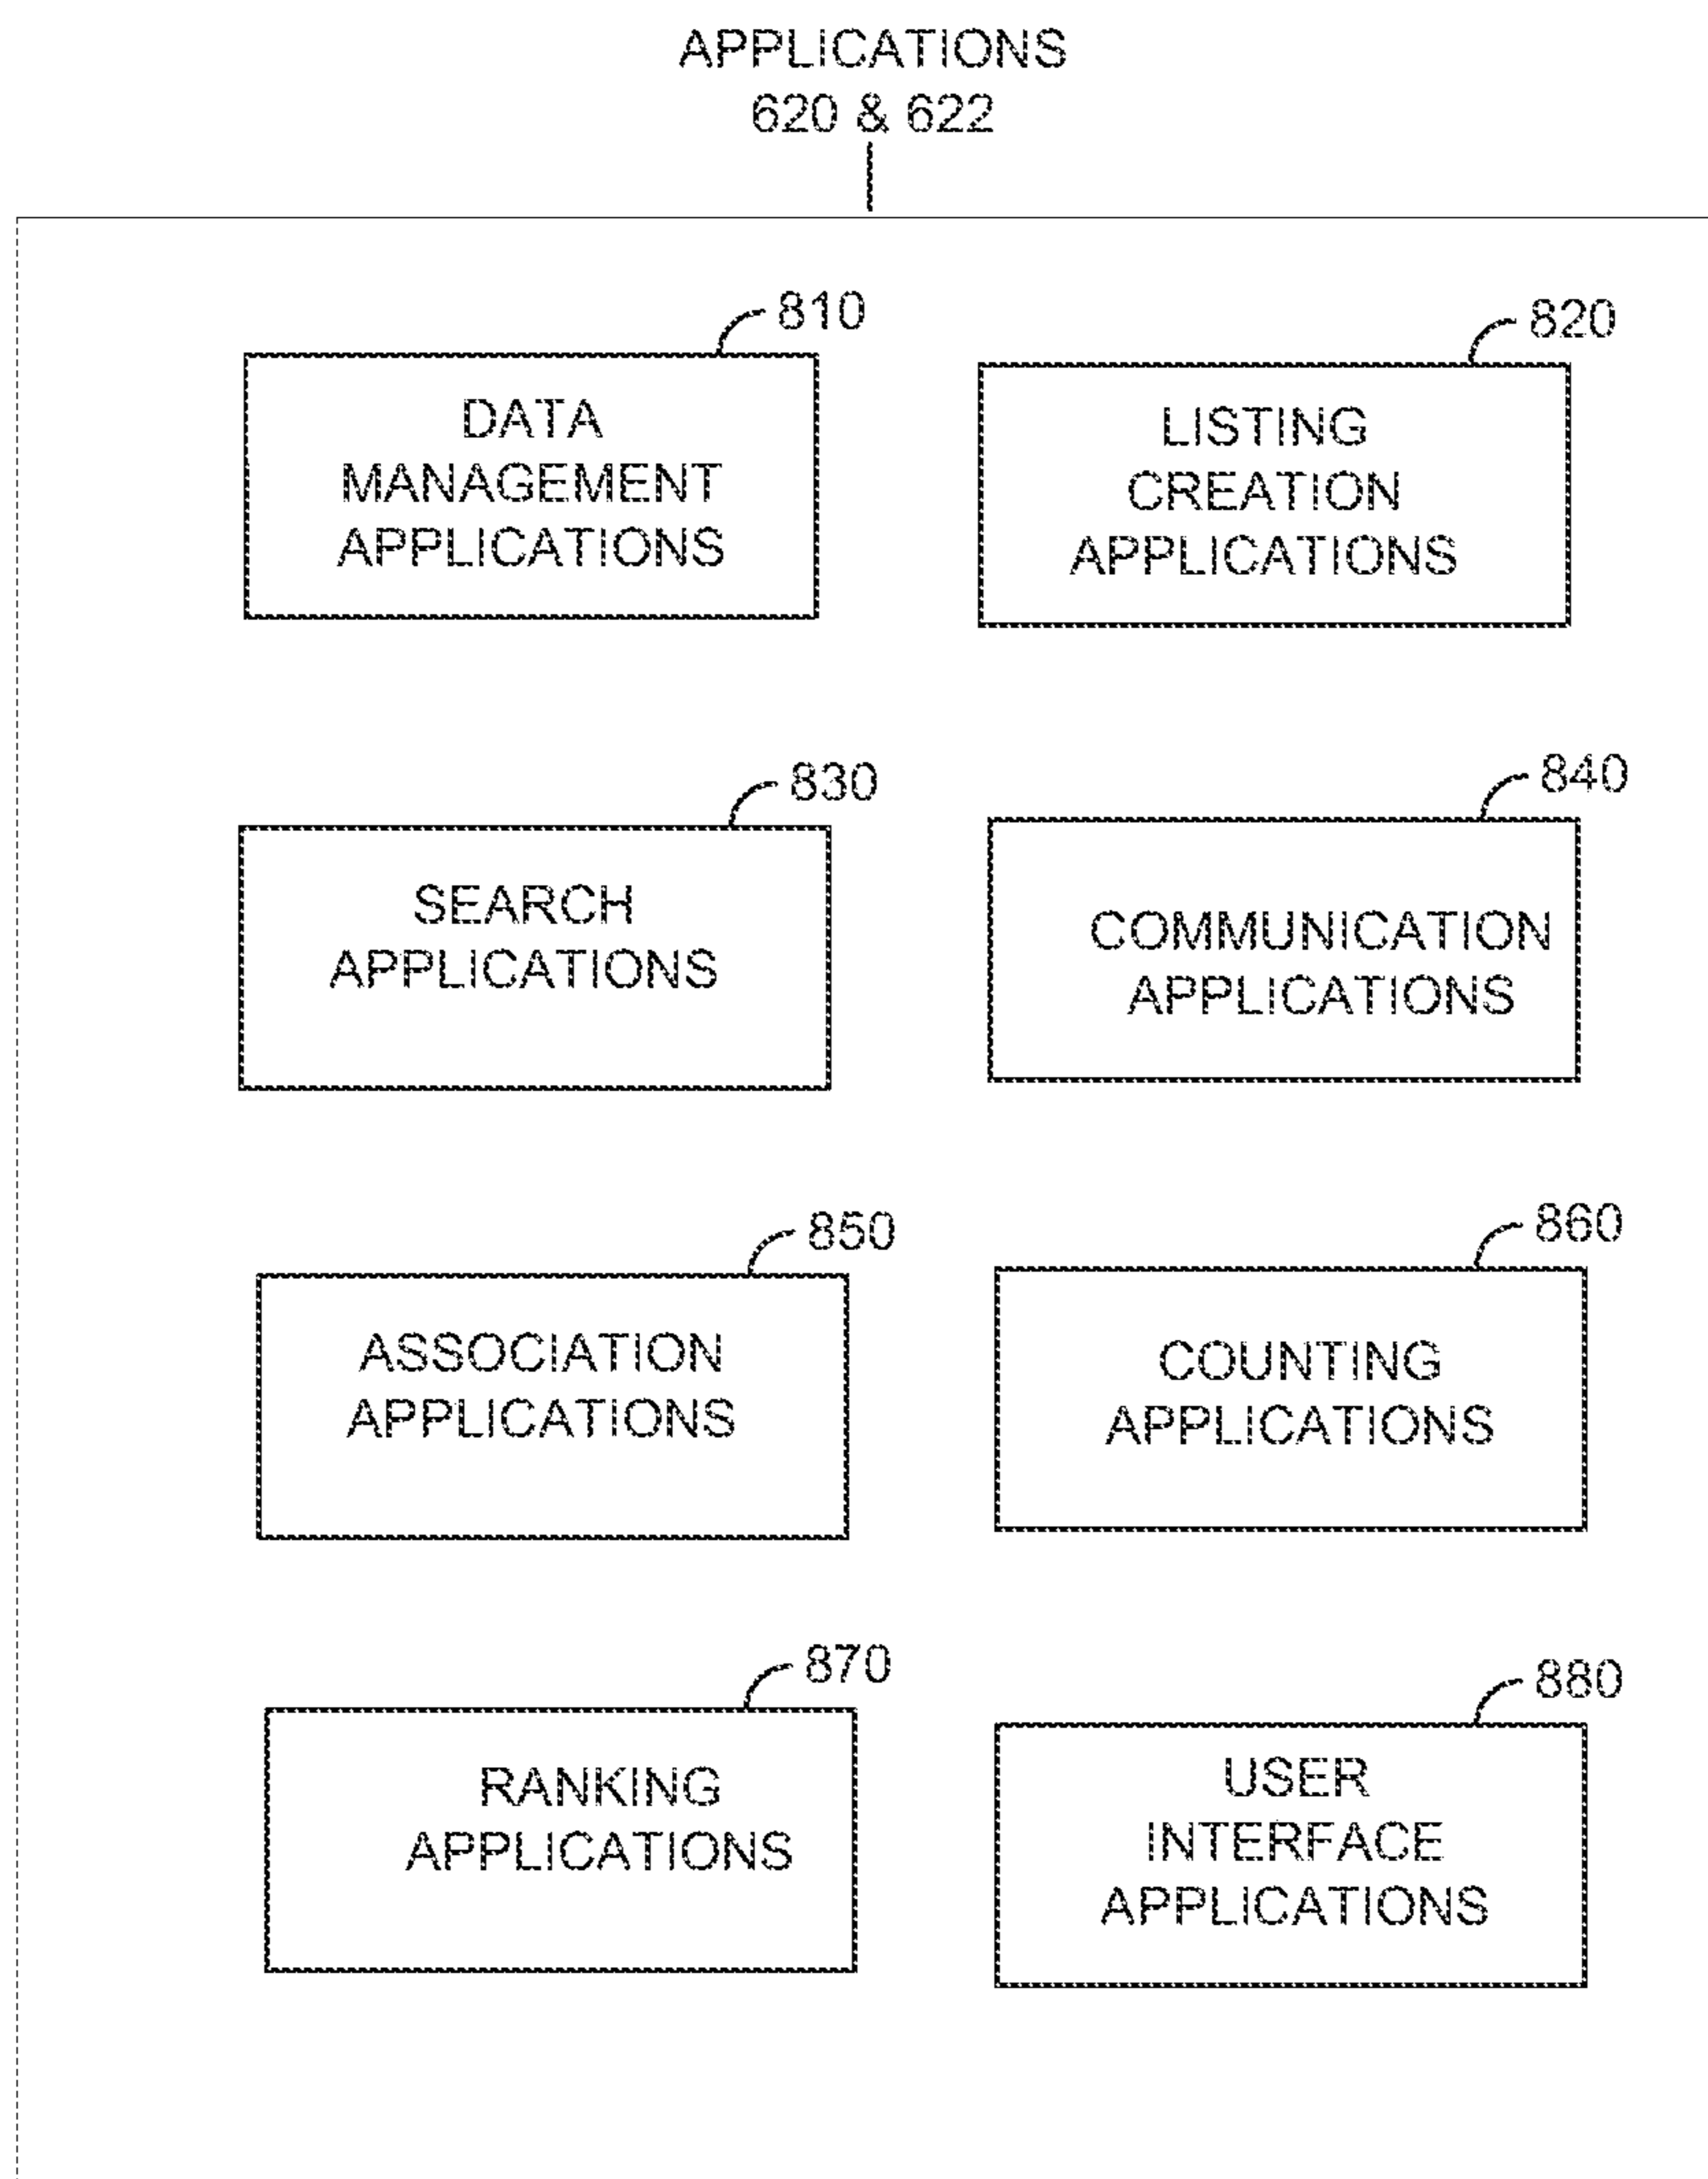 APPLICATIONS
620 & 622
810
DATA
MANAGEMENT
APPLICATIONS
820
LISTING
CREATION
APPLICATIONS
830
SEARCH
APPLICATIONS
840
COMMUNICATION
APPLICATIONS
850
ASSOCIATION
APPLICATIONS
860
COUNTING
APPLICATIONS
870
RANKING
APPLICATIONS
880
USER
INTERFACE
APPLICATIONS